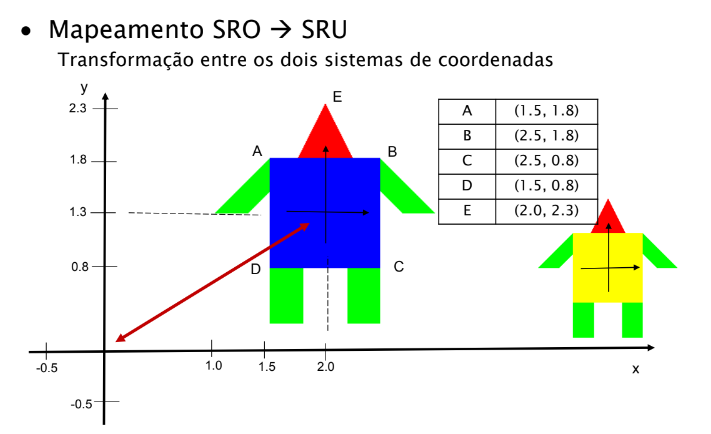 • Mapeamento SRO → SRU
Transformação entre os dois sistemas de coordenadas
y
2.3
1.8
1.3
0.8
-0.5
-0.5
1.0
1.5
2.0
x
E
A
B
D
C
A (1.5, 1.8)
B (2.5, 1.8)
C (2.5, 0.8)
D (1.5, 0.8)
E (2.0, 2.3)